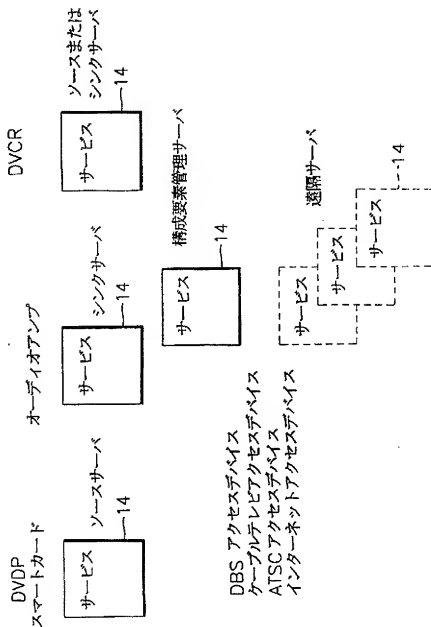 DVDP
スマートカード
サービス
ソースサーバ
14
オーディオアンプ
サービス
シンクサーバ
14
DVCR
サービス
ソースまたは
シンクサーバ
14
サービス
構成要素管理サーバ
14
DBS アクセスデバイス
ケーブルテレビアクセスデバイス
ATSC アクセスデバイス
インターネットアクセスデバイス
サービス
サービス
サービス
遠隔サーバ
14